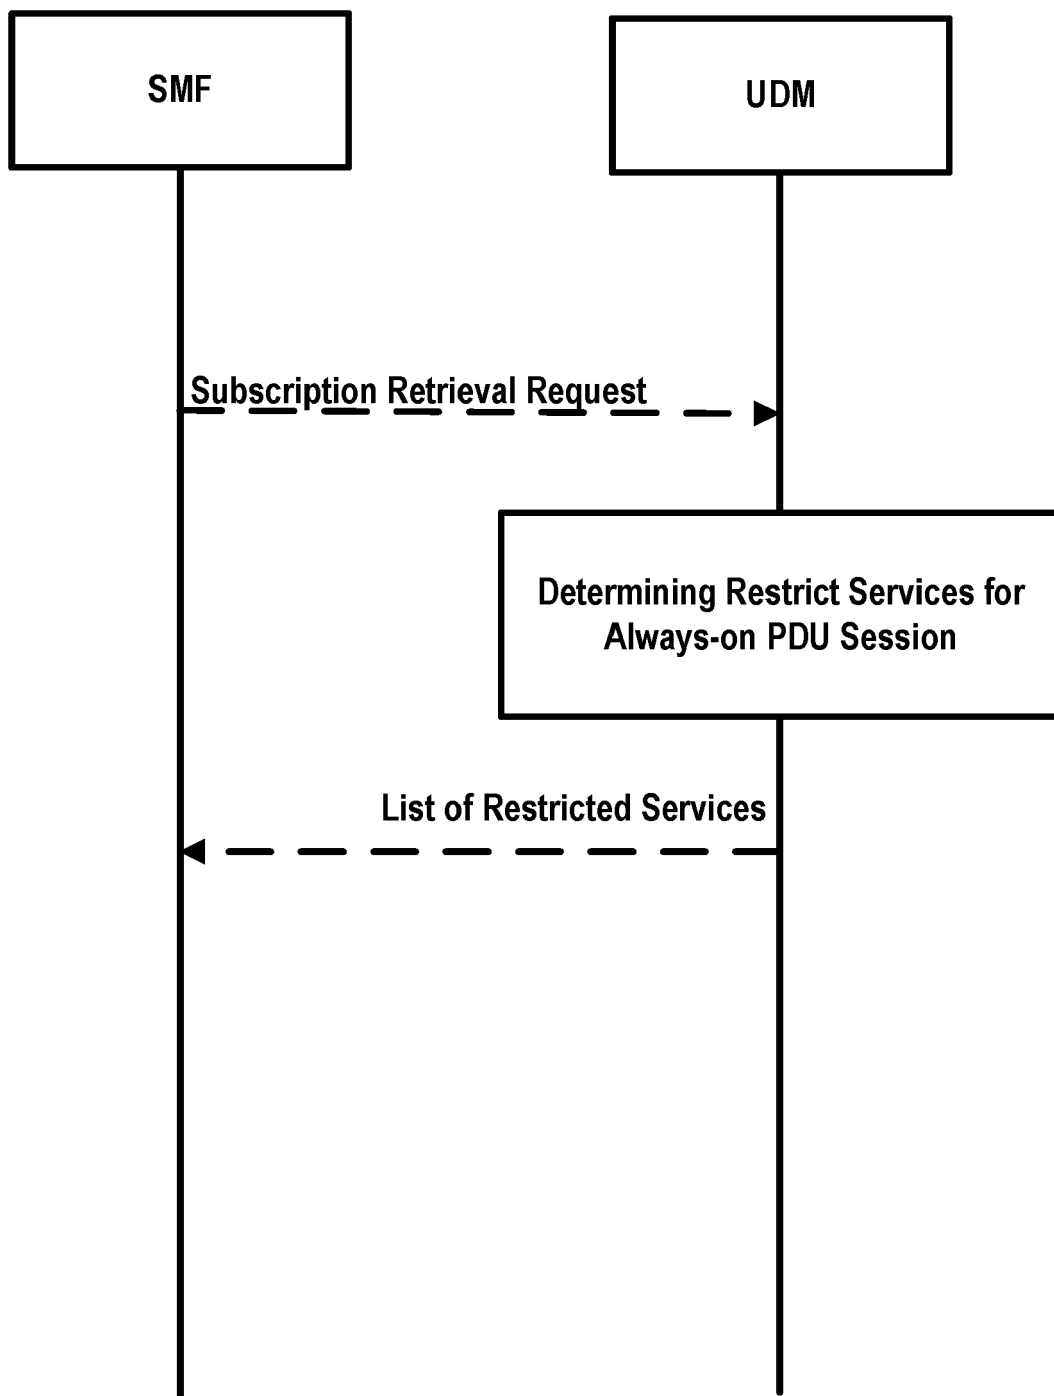 SMF
UDM
Subscription Retrieval Request
Determining Restrict Services for
Always-on PDU Session
List of Restricted Services